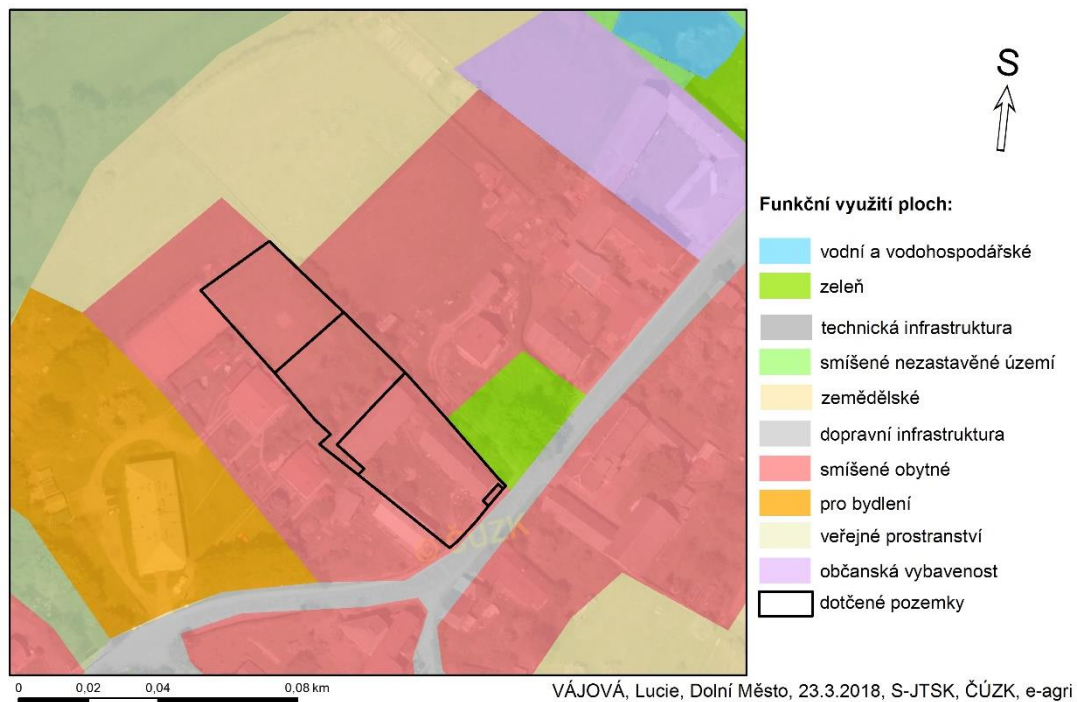 S
Funkční využití ploch:
vodní a vodohospodářské
zeleň
technická infrastruktura
smíšené nezastavěné území
zemědělské
dopravní infrastruktura
smíšené obytné
pro bydlení
veřejné prostranství
občanská vybavenost
dotčené pozemky
© ČÚZK
0 0,02 0,04 0,08 km
VÁJOVÁ, Lucie, Dolní Město, 23.3.2018, S-JTSK, ČÚZK, e-agri